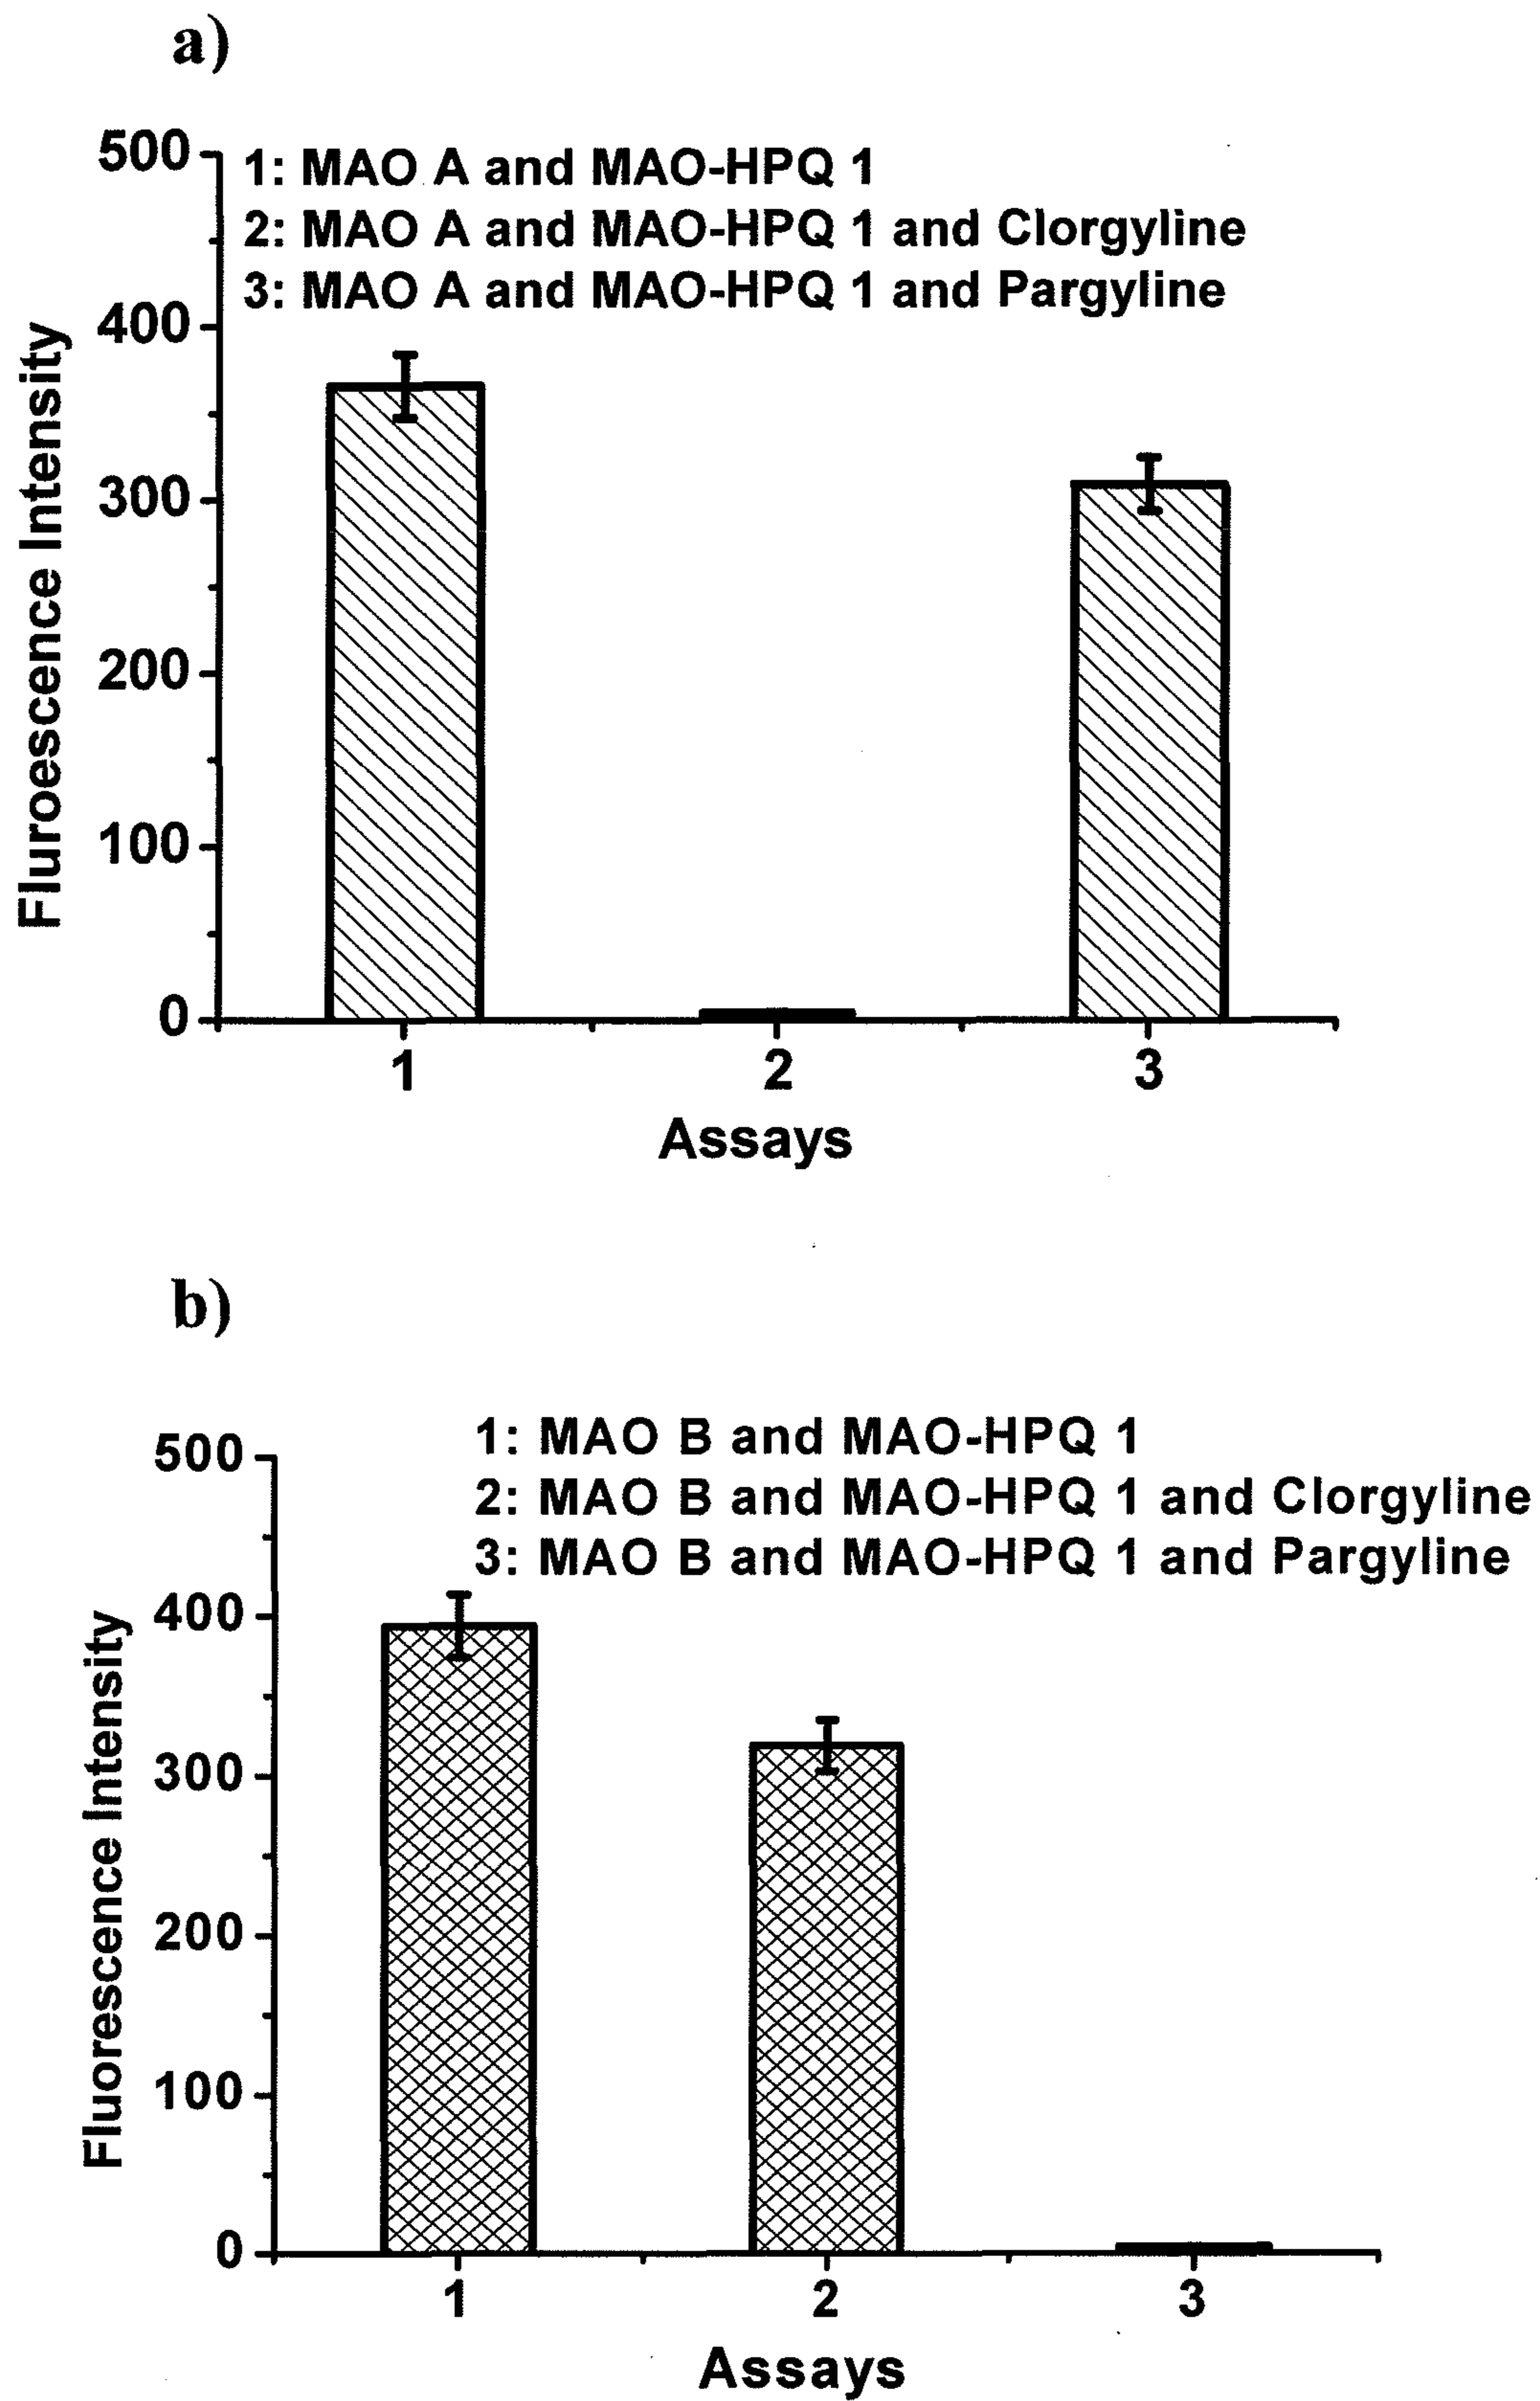 a)
500
1: MAO A and MAO-HPQ 1
2: MAO A and MAO-HPQ 1 and Clorgyline
3: MAO A and MAO-HPQ 1 and Pargyline
400
300
200
100
0
Fluroescence Intensity
1 2 3
Assays
b)
1: MAO B and MAO-HPQ 1
500
2: MAO B and MAO-HPQ 1 and Clorgyline
3: MAO B and MAO-HPQ 1 and Pargyline
400
300
200
100
0
Fluorescence Intensity
1 2 3
Assays